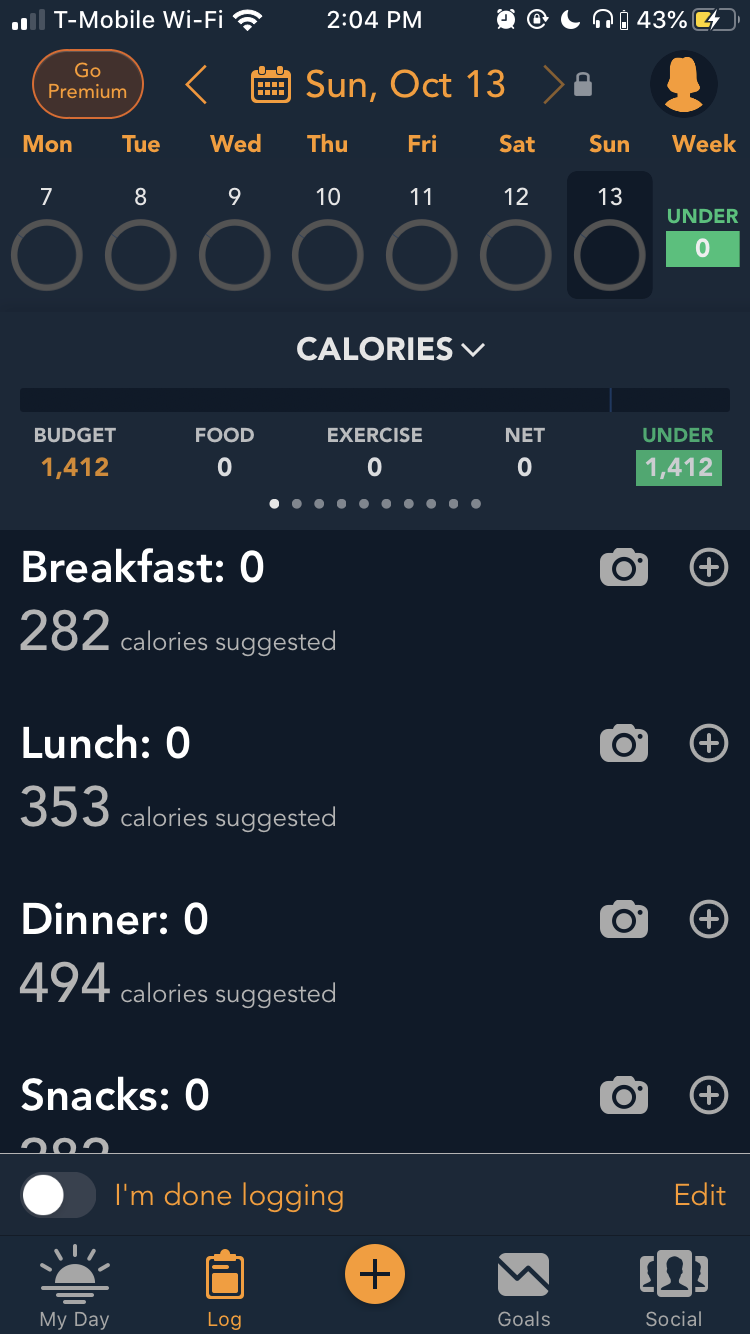 T-Mobile Wi-Fi 2:04 PM 43%
Go
Premium
Sun, Oct 13
Mon Tue Wed Thu Fri Sat Sun Week
7 8 9 10 11 12 13
UNDER
0
CALORIES
BUDGET FOOD EXERCISE NET UNDER
1,412 0 0 0 1,412
Breakfast: 0
282 calories suggested
Lunch: 0
353 calories suggested
Dinner: 0
494 calories suggested
Snacks: 0
I'm done logging Edit
My Day Log Goals Social